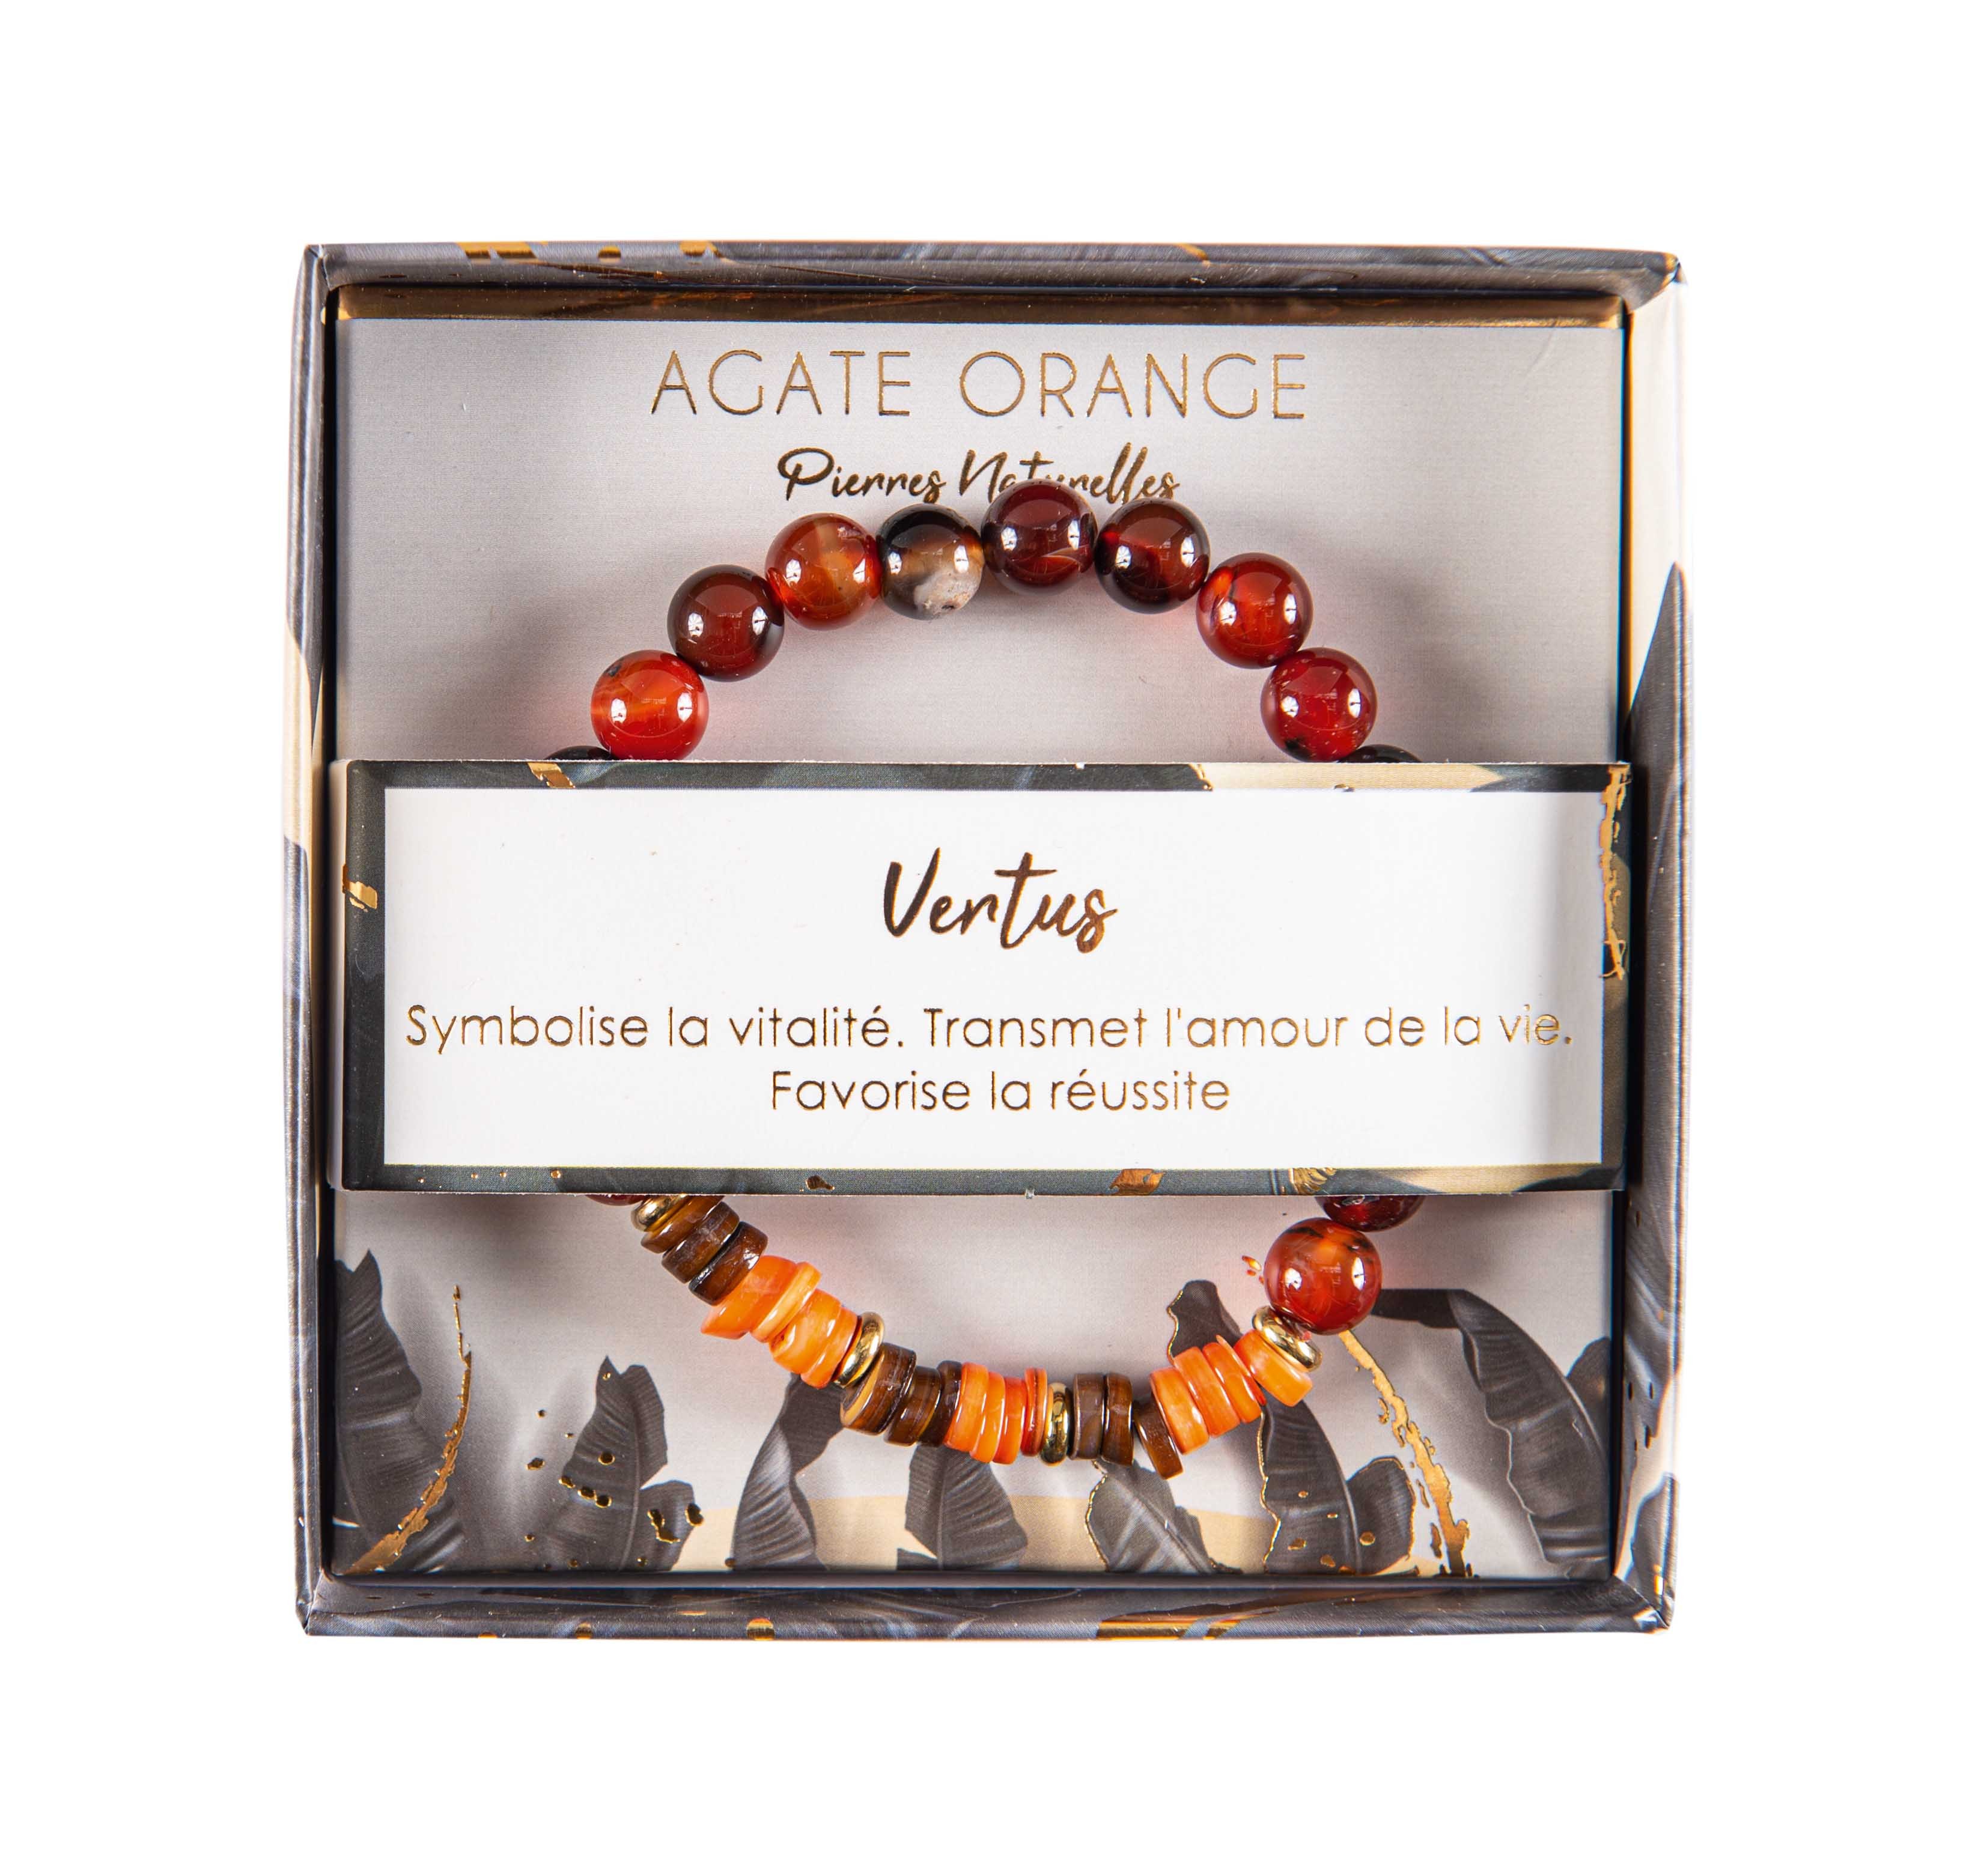 AGATE ORANGE
Pierres Naturelles
Vertus
Symbolise la vitalité. Transmet l'amour de la vie.
Favorise la réussite